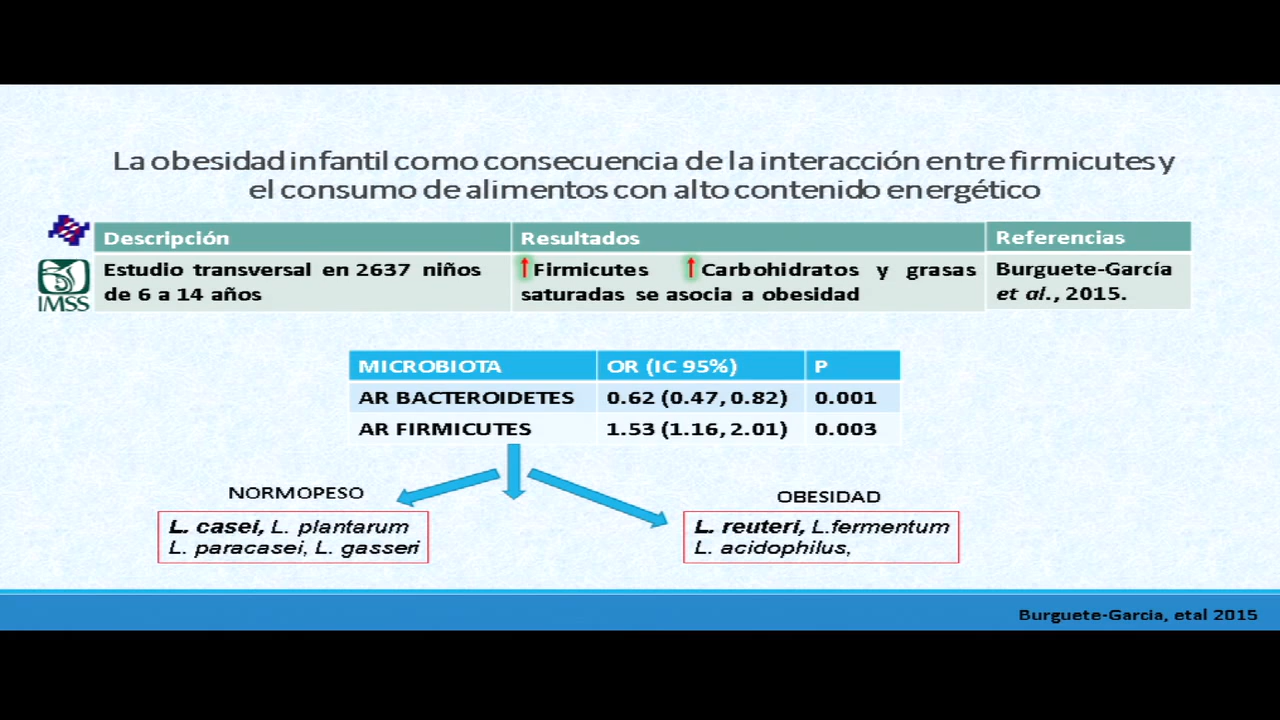 La obesidad infantil como consecuencia de la interacción entre firmicutes y
el consumo de alimentos con alto contenido energético
Descripción Resultados Referencias
Estudio transversal en 2637 niños
de 6 a 14 años
↑Firmicutes ↑Carbohidratos y grasas
saturadas se asocia a obesidad
Burguete-García
et al., 2015.
IMSS
MICROBIOTA OR (IC 95%) P
AR BACTEROIDETES 0.62 (0.47, 0.82) 0.001
AR FIRMICUTES 1.53 (1.16, 2.01) 0.003
NORMOPESO
L. casei, L. plantarum
L. paracasei, L. gasseri
OBESIDAD
L. reuteri, L.fermentum
L. acidophilus,
Burguete-Garcia, etal 2015